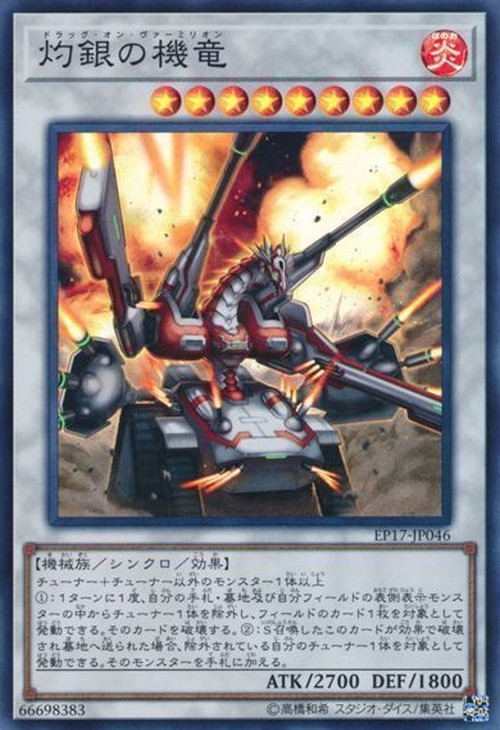 ドラッグ・オン・ヴァーミリオン
灼銀の機竜
ほのお
炎
EP17-JP046
【機械族/シンクロ/効果】
チューナー+チューナー以外のモンスター1体以上
①:1ターンに1度、自分の手札・墓地及び自分フィールドの表側表示モンス
ターの中からチューナー1体を除外し、フィールドのカード1枚を対象として
発動できる。そのカードを破壊する。②:S召喚したこのカードが効果で破壊
され墓地へ送られた場合、除外されている自分のチューナー1体を対象として
発動できる。そのモンスターを手札に加える。
ATK/2700 DEF/1800
66698383
©高橋和希 スタジオ・ダイス/集英社